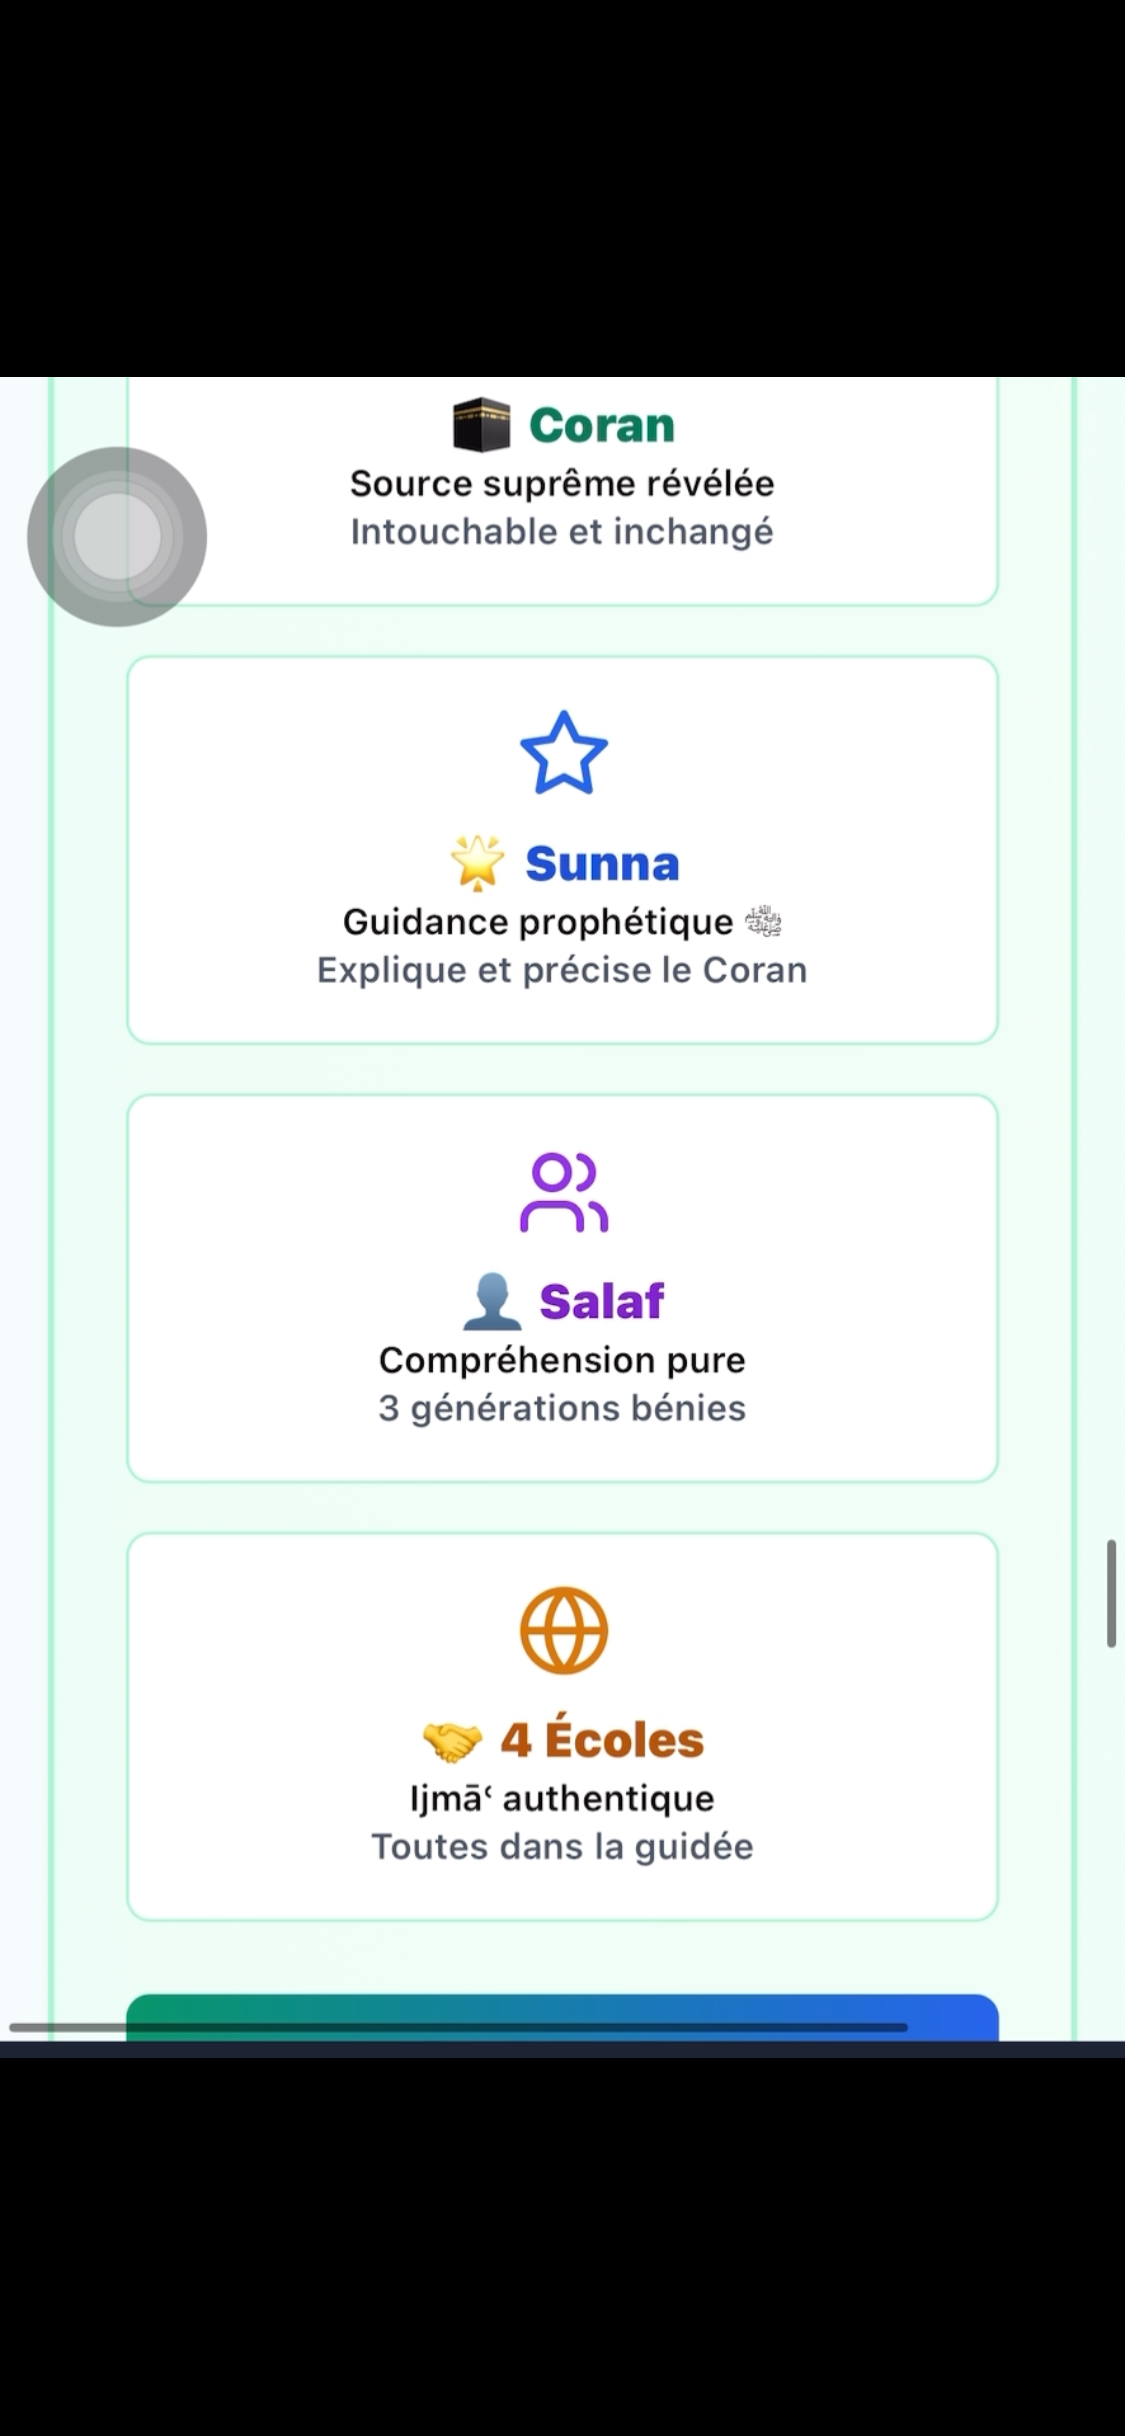 🕋 Coran
Source suprême révélée
Intouchable et inchangé
🌟 Sunna
Guidance prophétique ﷺ
Explique et précise le Coran
👤 Salaf
Compréhension pure
3 générations bénies
🤝 4 Écoles
Ijmāʿ authentique
Toutes dans la guidée